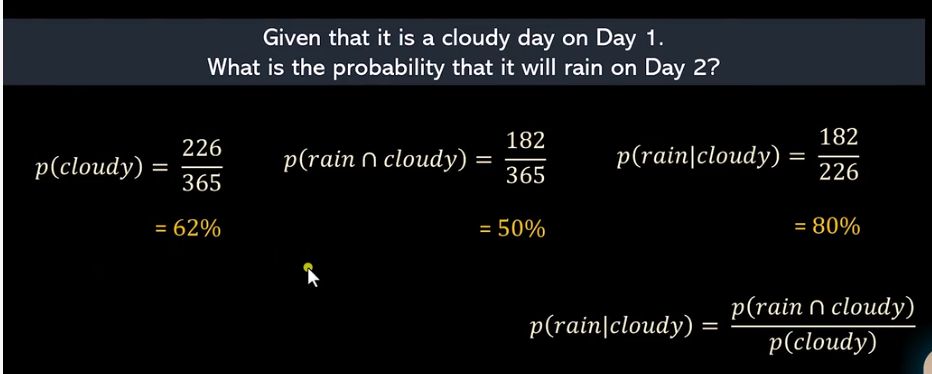 Given that it is a cloudy day on Day 1.
What is the probability that it will rain on Day 2?
p(cloudy) = 226/365
= 62%
p(rain ∩ cloudy) = 182/365
= 50%
p(rain|cloudy) = 182/226
= 80%
p(rain|cloudy) = p(rain ∩ cloudy)/p(cloudy)